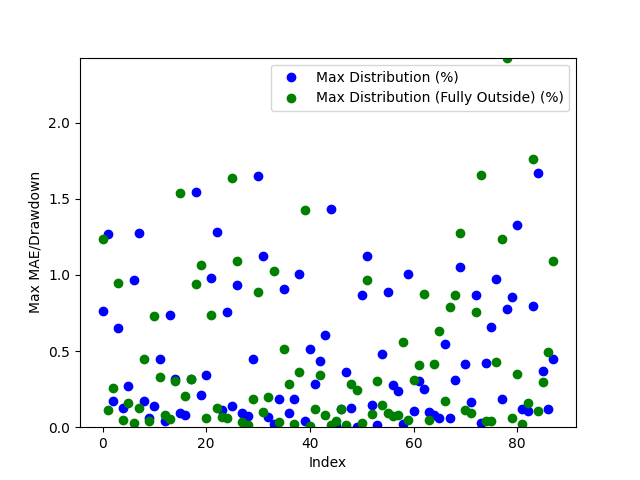 Max Distribution (%)
Max Distribution (Fully Outside) (%)
Max MAE/Drawdown
2.0
1.5
1.0
0.5
0.0
0 20 40 60 80
Index